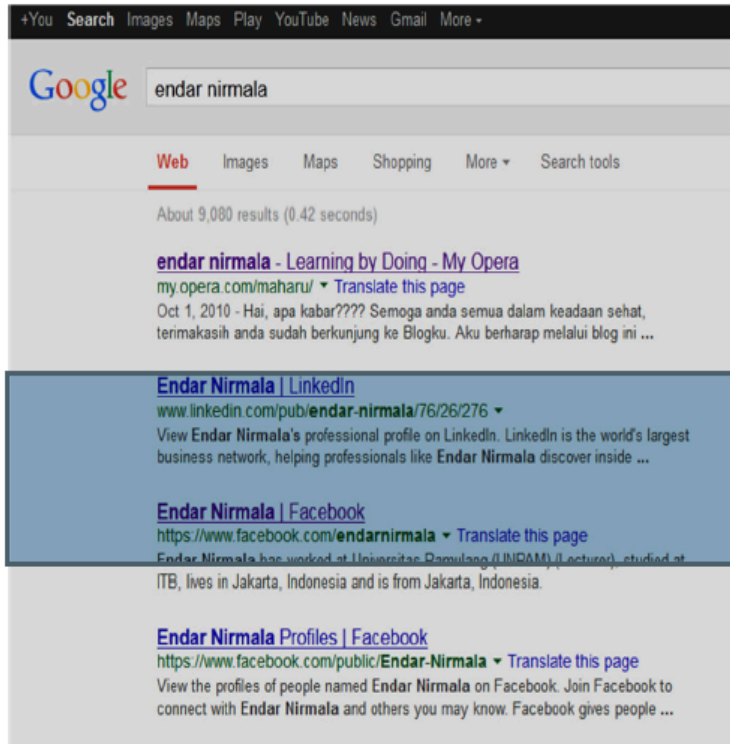 +You Search Images Maps Play YouTube News Gmail More
Google endar nirmala
Web Images Maps Shopping More Search tools
About 9,080 results (0.42 seconds)
endar nirmala - Learning by Doing - My Opera
my.opera.com/maharu/ Translate this page
Oct 1, 2010 - Hai, apa kabar???? Semoga anda semua dalam keadaan sehat,
terimakasih anda sudah berkunjung ke Blogku. Aku berharap melalui blog ini ...
Endar Nirmala | LinkedIn
www.linkedin.com/pub/endar-nirmala/76/26/276
View Endar Nirmala's professional profile on LinkedIn. LinkedIn is the world's largest
business network, helping professionals like Endar Nirmala discover inside ...
Endar Nirmala | Facebook
https://www.facebook.com/endarnirmala Translate this page
Endar Nirmala has worked at Universitas Pamulang (UNPAM) (Lecturer), studied at
ITB, lives in Jakarta, Indonesia and is from Jakarta, Indonesia.
Endar Nirmala Profiles | Facebook
https://www.facebook.com/public/Endar-Nirmala Translate this page
View the profiles of people named Endar Nirmala on Facebook. Join Facebook to
connect with Endar Nirmala and others you may know. Facebook gives people ...